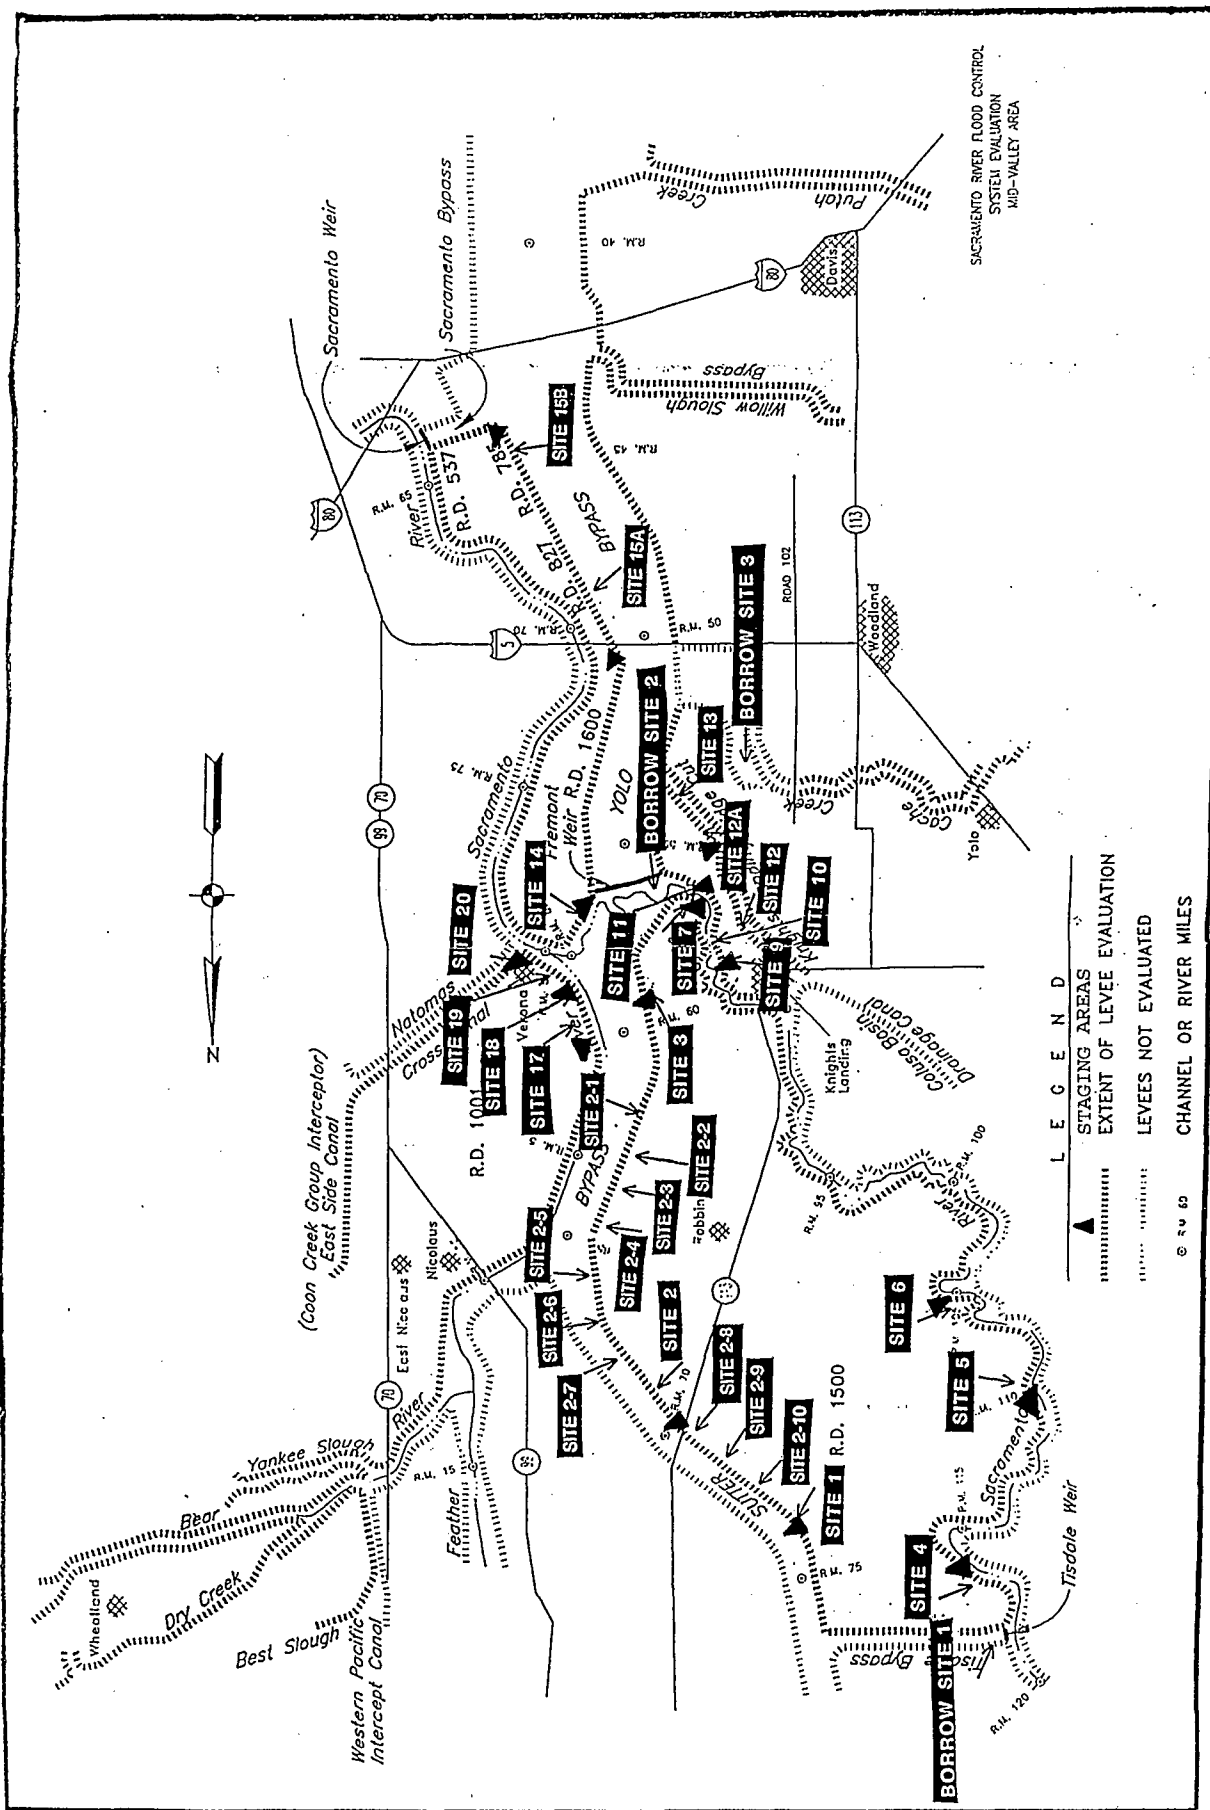 SACRAMENTO RIVER FLOOD CONTROL
SYSTEM EVALUATION
MID-VALLEY AREA
Sacramento Weir
Sacramento Bypass
Creek
Putah
R.M. 40
80
Davis
Willow Slough
Bypass
SITE 15B
R.D. 537
R.D. 785
R.M. 65
River
80
R.M. 45
BYPASS
R.D. 827
SITE 15A
R.M. 70
5
R.M. 50
BORROW SITE 3
ROAD 102
113
Woodland
BORROW SITE 2
SITE 13
R.D. 1600
Sacramento
R.M. 75
Fremont
Weir
YOLO
Creek
Cache
Yolo
70
99
SITE 12A
SITE 12
SITE 10
SITE 14
SITE 20
SITE 11
SITE 7
SITE 9
N
Natomas
Cross
SITE 19
Verona
SITE 18
SITE 17
SITE 3
R.M. 60
Knights
Landing
Colusa Basin
Drainage Canal
(Coon Creek Group Interceptor)
East Side Canal
R.D. 1001
SITE 2-1
R.M. 5
BYPASS
SITE 2-2
SITE 2-3
SITE 2-4
SITE 2-5
SITE 2-6
SITE 2-7
SITE 2
SITE 2-8
SITE 2-9
SITE 2-10
SITE 1
R.D. 1500
R.M. 70
R.M. 75
SUTTER
R.M. 95
R.M. 100
River
SITE 6
SITE 5
R.M. 110
Sacramento
R.M. 115
SITE 4
Tisdale Weir
BORROW SITE 1
Bypass
R.M. 120
Nicolaus
East Nicolaus
70
River
Yankee Slough
Bear
R.M. 15
Feather
Wheatland
Dry Creek
Best Slough
Western Pacific
Intercept Canal
LEGEND
STAGING AREAS
EXTENT OF LEVEE EVALUATION
LEVEES NOT EVALUATED
RM 60 CHANNEL OR RIVER MILES